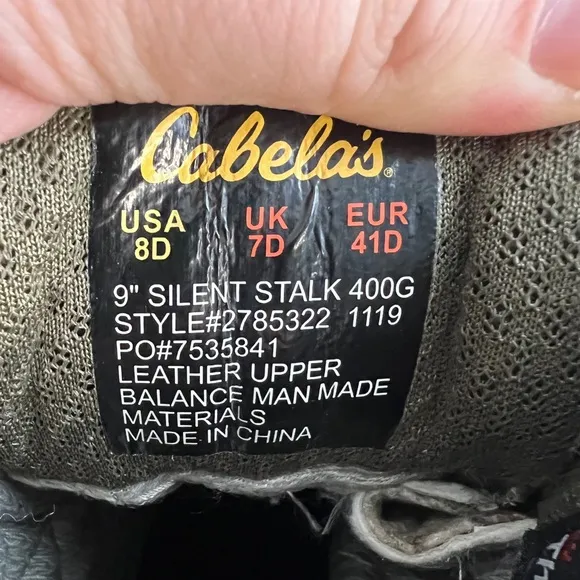 Cabela's®
USA UK EUR
8D 7D 41D
9" SILENT STALK 400G
STYLE#2785322 1119
PO#7535841
LEATHER UPPER
BALANCE MAN MADE
MATERIALS
MADE IN CHINA